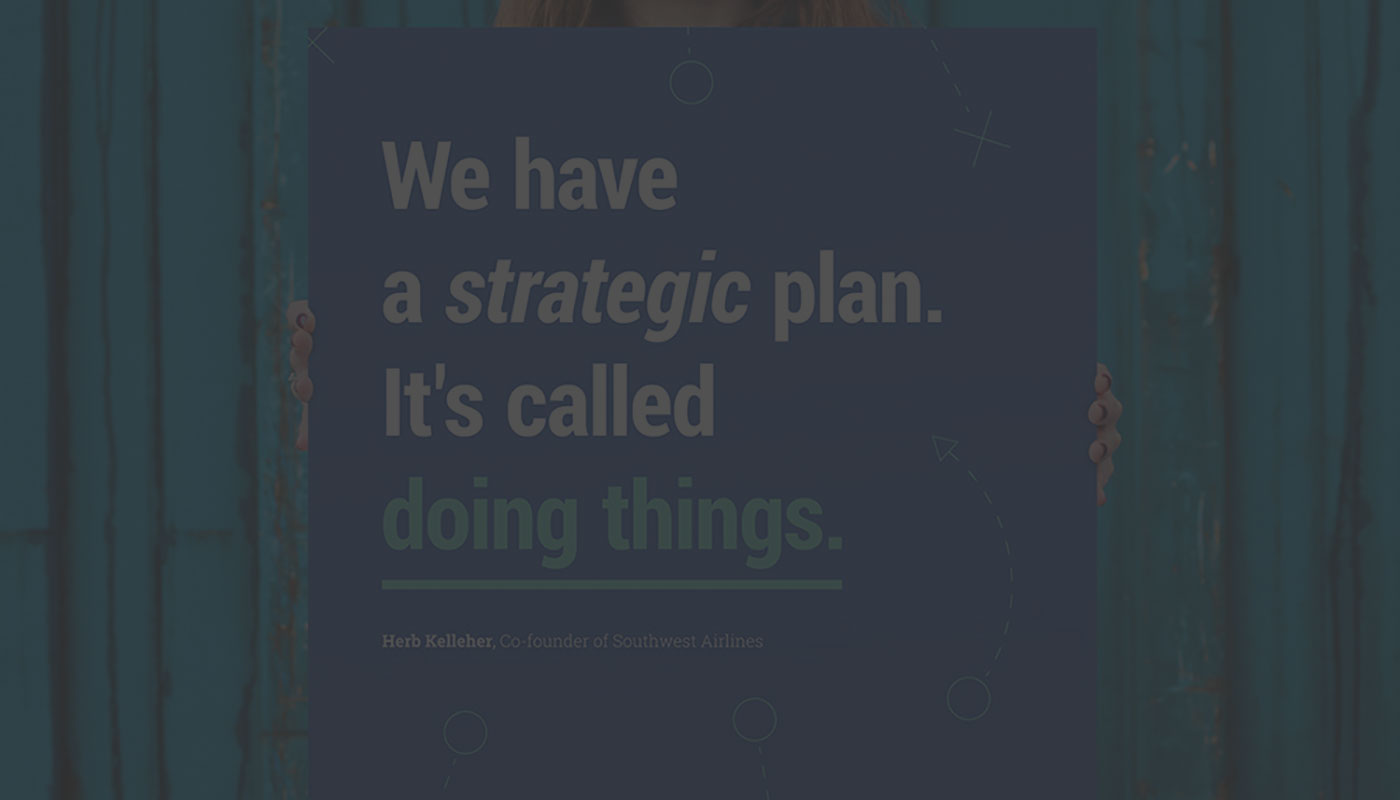 We have
a strategic plan.
It's called
doing things.
Herb Kelleher, Co-founder of Southwest Airlines